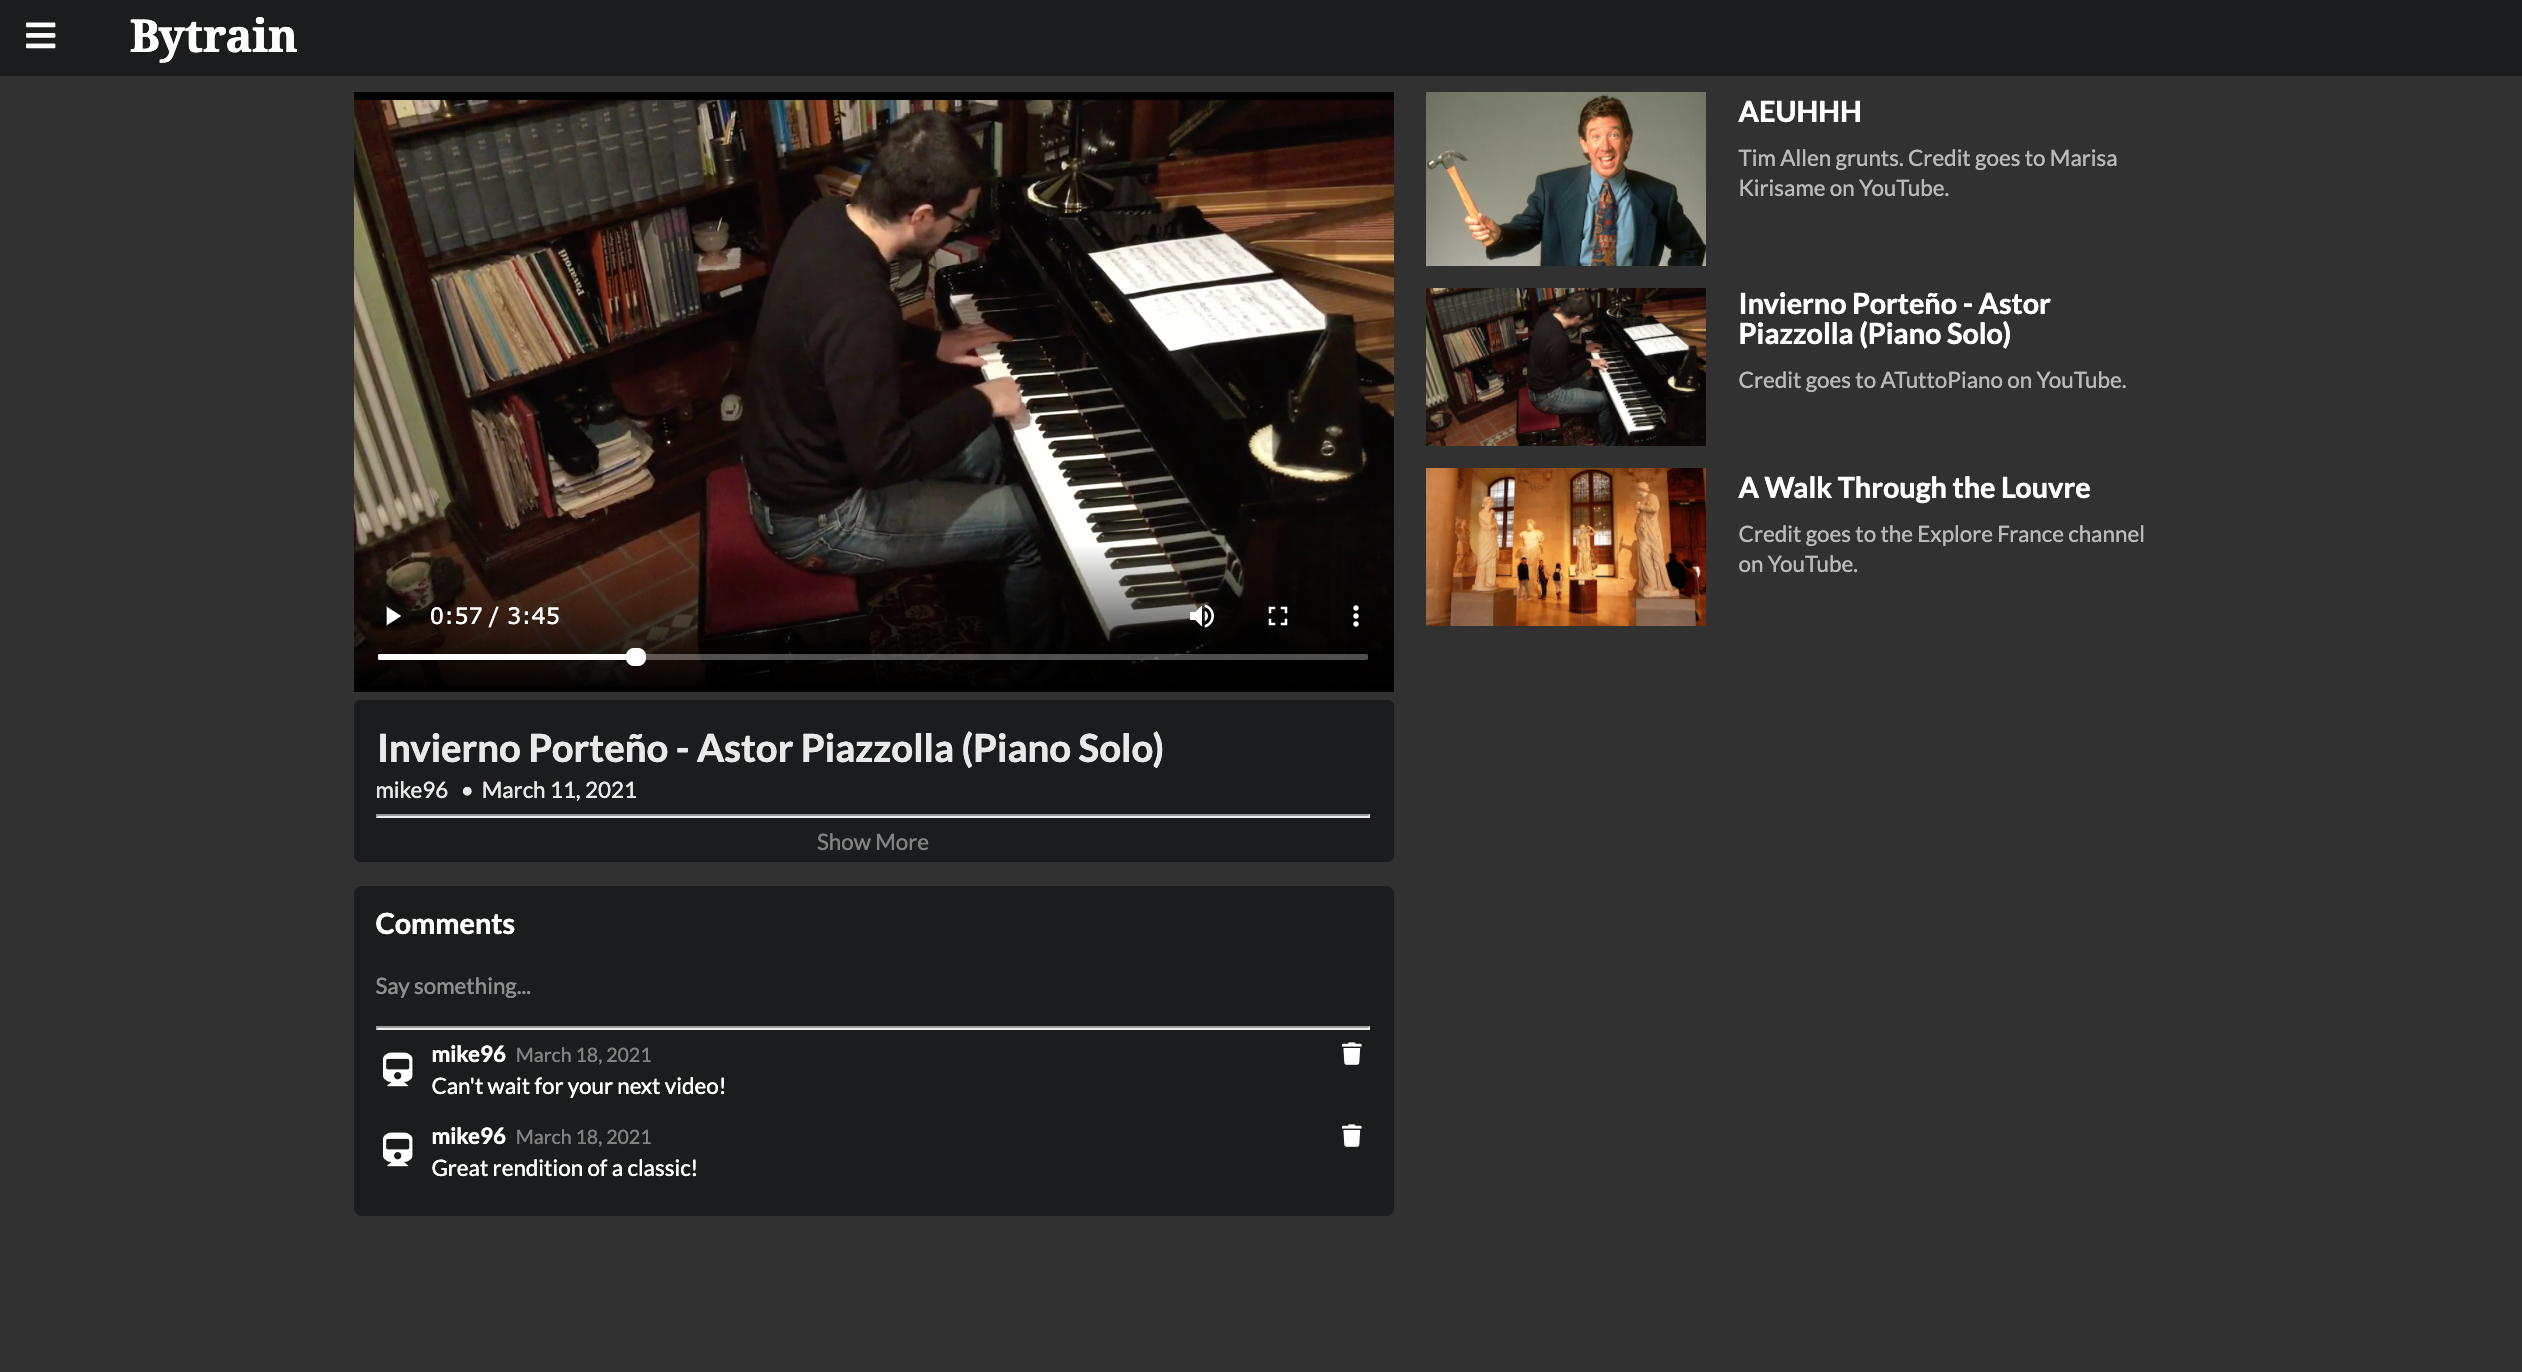 Bytrain
Pavarotti
0:57 / 3:45
Invierno Porteño - Astor Piazzolla (Piano Solo)
mike96 • March 11, 2021
Show More
Comments
Say something...
mike96 March 18, 2021
Can't wait for your next video!
mike96 March 18, 2021
Great rendition of a classic!
AEUHHH
Tim Allen grunts. Credit goes to Marisa
Kirisame on YouTube.
Invierno Porteño - Astor
Piazzolla (Piano Solo)
Credit goes to ATuttoPiano on YouTube.
A Walk Through the Louvre
Credit goes to the Explore France channel
on YouTube.